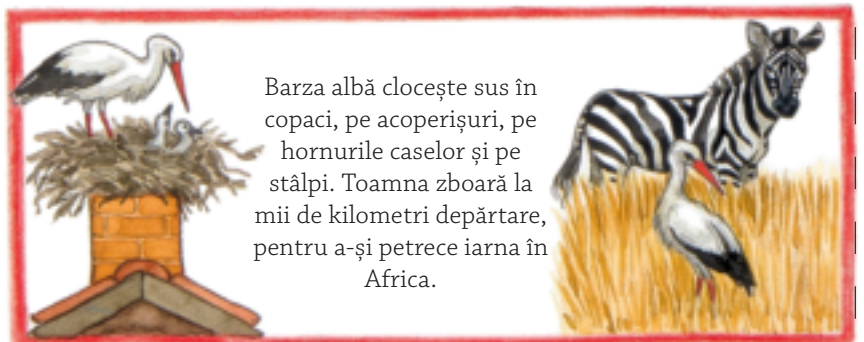 Barza albă clocește sus în
copaci, pe acoperișuri, pe
hornurile caselor și pe
stâlpi. Toamna zboară la
mii de kilometri depărtare,
pentru a-și petrece iarna în
Africa.